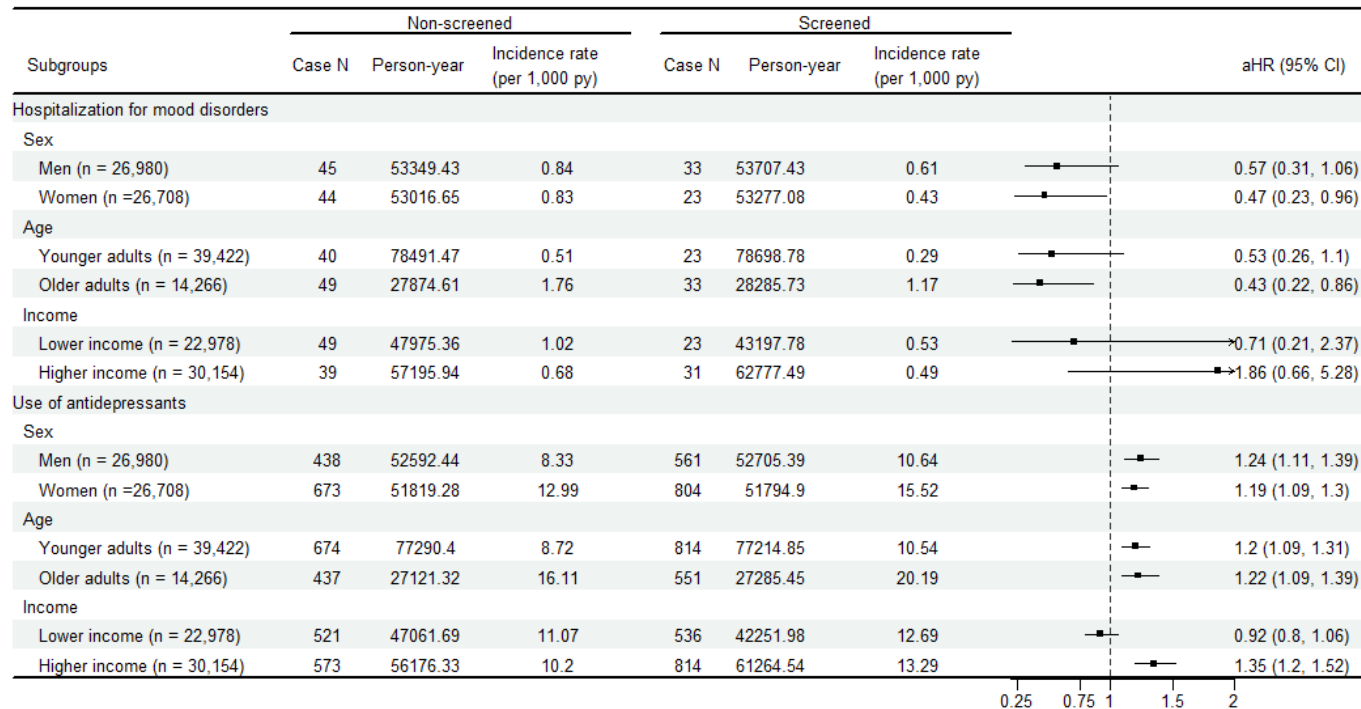 Non-screened Screened
Subgroups Case N Person-year Incidence rate (per 1,000 py) Case N Person-year Incidence rate (per 1,000 py) aHR (95% CI)
Hospitalization for mood disorders
Sex
Men (n = 26,980) 45 53349.43 0.84 33 53707.43 0.61 0.57 (0.31, 1.06)
Women (n =26,708) 44 53016.65 0.83 23 53277.08 0.43 0.47 (0.23, 0.96)
Age
Younger adults (n = 39,422) 40 78491.47 0.51 23 78698.78 0.29 0.53 (0.26, 1.1)
Older adults (n = 14,266) 49 27874.61 1.76 33 28285.73 1.17 0.43 (0.22, 0.86)
Income
Lower income (n = 22,978) 49 47975.36 1.02 23 43197.78 0.53 0.71 (0.21, 2.37)
Higher income (n = 30,154) 39 57195.94 0.68 31 62777.49 0.49 1.86 (0.66, 5.28)
Use of antidepressants
Sex
Men (n = 26,980) 438 52592.44 8.33 561 52705.39 10.64 1.24 (1.11, 1.39)
Women (n =26,708) 673 51819.28 12.99 804 51794.9 15.52 1.19 (1.09, 1.3)
Age
Younger adults (n = 39,422) 674 77290.4 8.72 814 77214.85 10.54 1.2 (1.09, 1.31)
Older adults (n = 14,266) 437 27121.32 16.11 551 27285.45 20.19 1.22 (1.09, 1.39)
Income
Lower income (n = 22,978) 521 47061.69 11.07 536 42251.98 12.69 0.92 (0.8, 1.06)
Higher income (n = 30,154) 573 56176.33 10.2 814 61264.54 13.29 1.35 (1.2, 1.52)
0.25 0.75 1 1.5 2